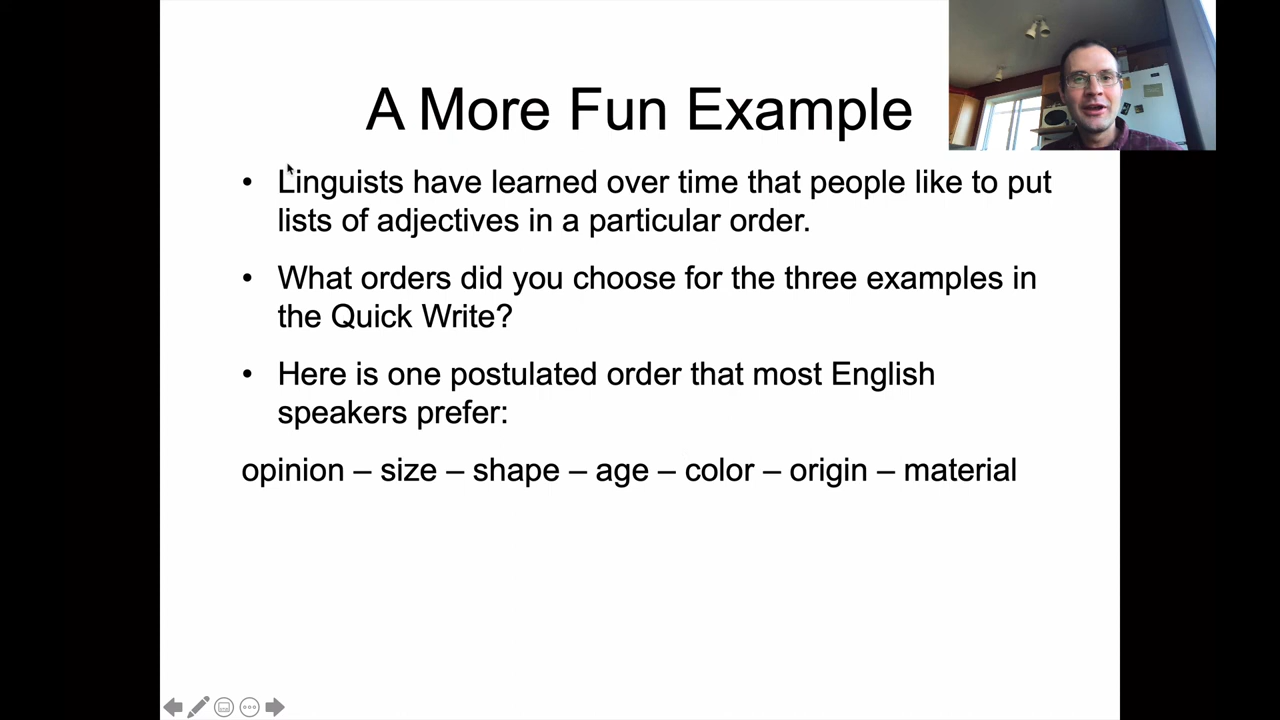 A More Fun Example
• Linguists have learned over time that people like to put
lists of adjectives in a particular order.
• What orders did you choose for the three examples in
the Quick Write?
• Here is one postulated order that most English
speakers prefer:
opinion – size – shape – age – color – origin – material